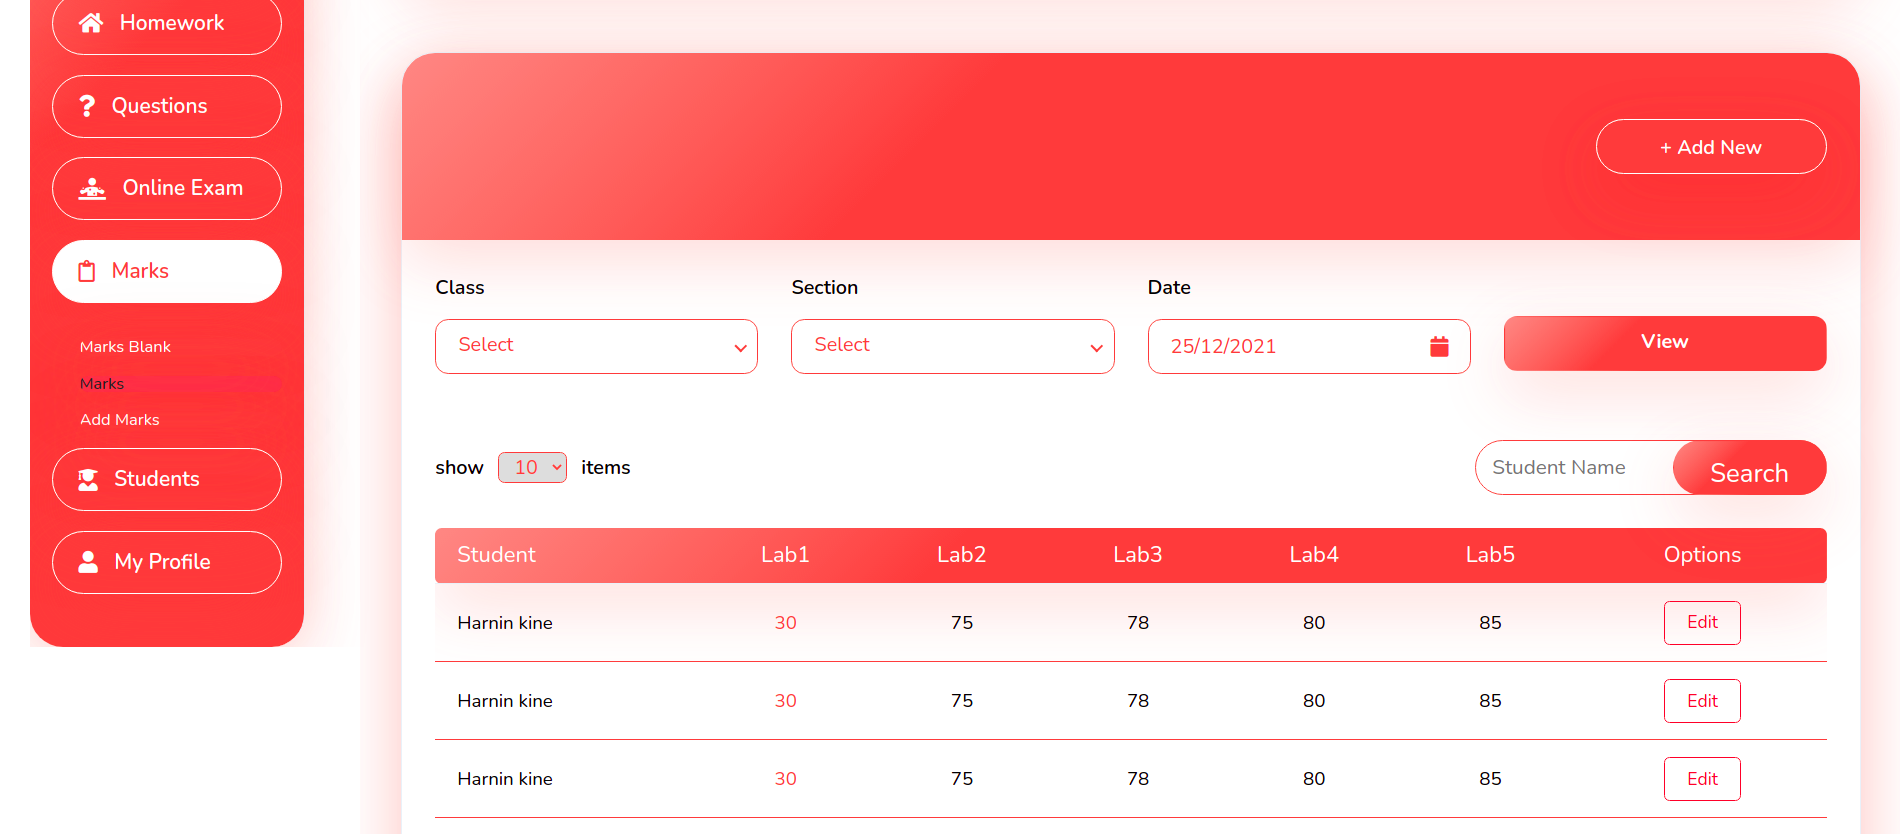 Homework
Questions
Online Exam
Marks
Marks Blank
Marks
Add Marks
Students
My Profile
+ Add New
Class Section Date
Select Select 25/12/2021 View
show 10 items Student Name Search
Student Lab1 Lab2 Lab3 Lab4 Lab5 Options
Harnin kine 30 75 78 80 85 Edit
Harnin kine 30 75 78 80 85 Edit
Harnin kine 30 75 78 80 85 Edit